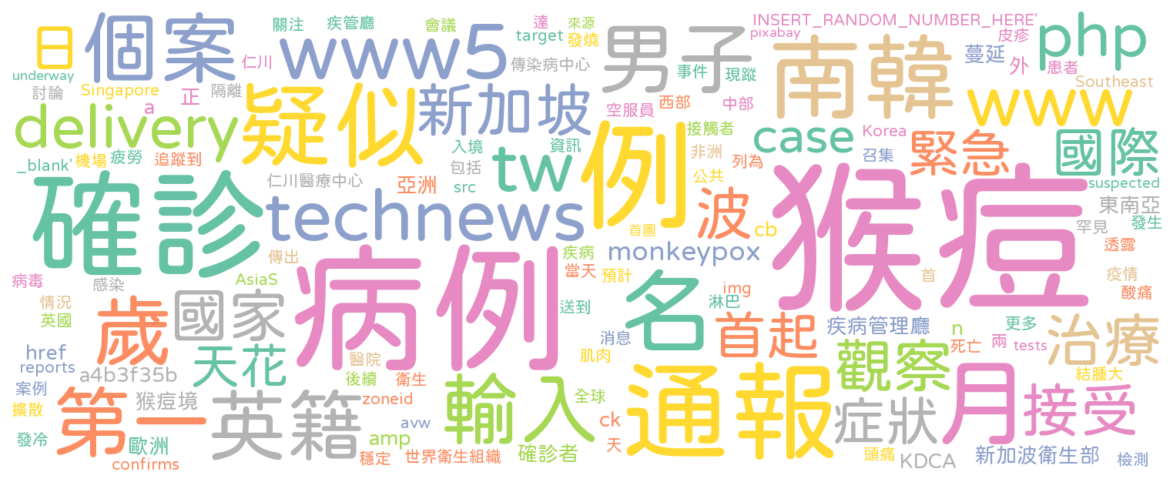 日
個案
關注
疾管廳
會議
達
來源
INSERT_RANDOM_NUMBER_HERE'
www5
target
發燒
男子
pixabay
皮疹
php
仁川
傳染病中心
事件
現蹤
南韓
外
蔓延
患者
underway
Singapore
正
隔離
討論
a
疑似
新加坡
空服員
西部
中部
Southeast
www
delivery
例
接觸者
case
Korea
緊急
國際
_blank'
機場
疲勞
追蹤到
入境
資訊
tw
非洲
列為
召集
包括
src
公共
suspected
確診
仁川醫療中心
亞洲
波
猴痘
東南亞
technews
首圖
cb
罕見
發生
傳出
疾病
monkeypox
透露
病毒
感染
AsiaS
病例
當天
預計
名
img
首
疫情
情況
國家
送到
淋巴
酸痛
英國
歲
首起
疾病管理廳
n
更多
治療
href
天花
醫院
消息
死亡
兩
tests
reports
a4b3f35b
後續
衛生
肌肉
觀察
結腫大
案例
第一
猴痘境
英籍
zoneid
輸入
全球
通報
症狀
月
接受
擴散
ck
發冷
歐洲
amp
avw
天
confirms
穩定
世界衛生組織
確診者
頭痛
KDCA
新加波衛生部
檢測